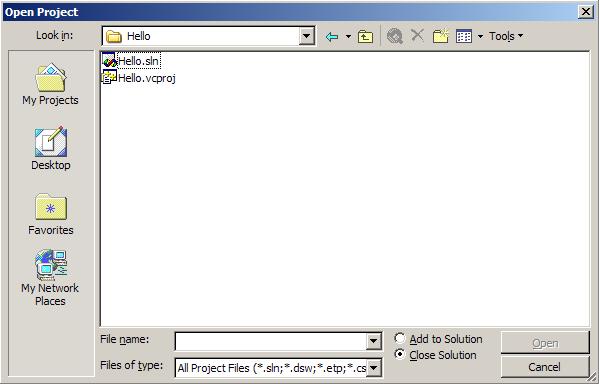 Open Project
Look in: Hello Tools
Hello.sln
Hello.vcproj
My Projects
Desktop
Favorites
My Network
Places
File name:
Add to Solution
Open
Files of type: All Project Files (*.sln;*.dsw;*.etp;*.cs
Close Solution
Cancel